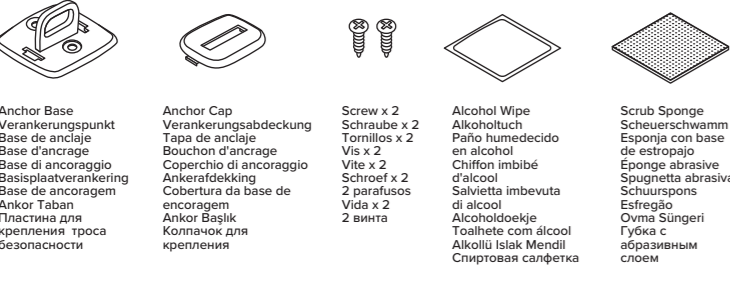 Anchor Base
Verankerungspunkt
Base de anclaje
Base d'ancrage
Base di ancoraggio
Basisplaatverankering
Base de ancoragem
Ankor Taban
Пластина для
крепления троса
безопасности
Anchor Cap
Verankerungsabdeckung
Tapa de anclaje
Bouchon d'ancrage
Coperchio di ancoraggio
Ankerafdekking
Cobertura da base de
encoragem
Ankor Başlık
Колпачок для
крепления
Screw x 2
Schraube x 2
Tornillos x 2
Vis x 2
Vite x 2
Schroef x 2
2 parafusos
Vida x 2
2 винта
Alcohol Wipe
Alkoholtuch
Paño humedecido
en alcohol
Chiffon imbibé
d'alcool
Salvietta imbevuta
di alcool
Alcoholdoekje
Toalhete com álcool
Alkollü Islak Mendil
Спиртовая салфетка
Scrub Sponge
Scheuerschwamm
Esponja con base
de estropajo
Éponge abrasive
Spugnetta abrasiva
Schuurspons
Esfregão
Ovma Süngeri
Губка с
абразивным
слоем